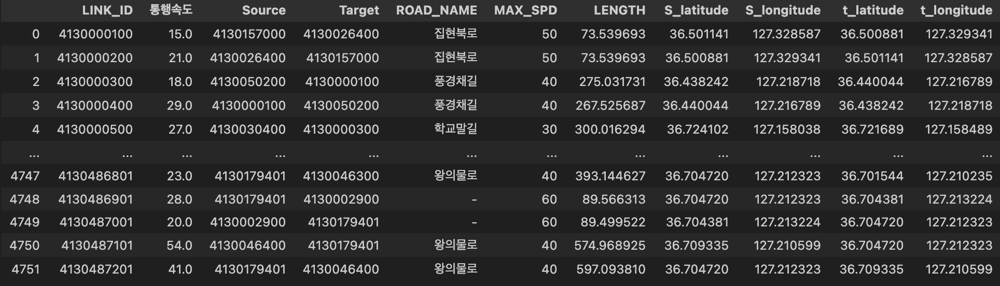 LINK_ID 통행속도 Source Target ROAD_NAME MAX_SPD LENGTH S_latitude S_longitude t_latitude t_longitude
0 4130000100 15.0 4130157000 4130026400 집현북로 50 73.539693 36.501141 127.328587 36.500881 127.329341
1 4130000200 21.0 4130026400 4130157000 집현북로 50 73.539693 36.500881 127.329341 36.501141 127.328587
2 4130000300 18.0 4130050200 4130000100 풍경채길 40 275.031731 36.438242 127.218718 36.440044 127.216789
3 4130000400 29.0 4130000100 4130050200 풍경채길 40 267.525687 36.440044 127.216789 36.438242 127.218718
4 4130000500 27.0 4130030400 4130000300 학교말길 30 300.016294 36.724102 127.158038 36.721689 127.158489
... ... ... ... ... ... ... ... ... ... ... ...
4747 4130486801 23.0 4130179401 4130046300 왕의물로 40 393.144627 36.704720 127.212323 36.701544 127.210235
4748 4130486901 28.0 4130179401 4130002900 - 60 89.566313 36.704720 127.212323 36.704381 127.213224
4749 4130487001 20.0 4130002900 4130179401 - 60 89.499522 36.704381 127.213224 36.704720 127.212323
4750 4130487101 54.0 4130046400 4130179401 왕의물로 40 574.968925 36.709335 127.210599 36.704720 127.212323
4751 4130487201 41.0 4130179401 4130046400 왕의물로 40 597.093810 36.704720 127.212323 36.709335 127.210599